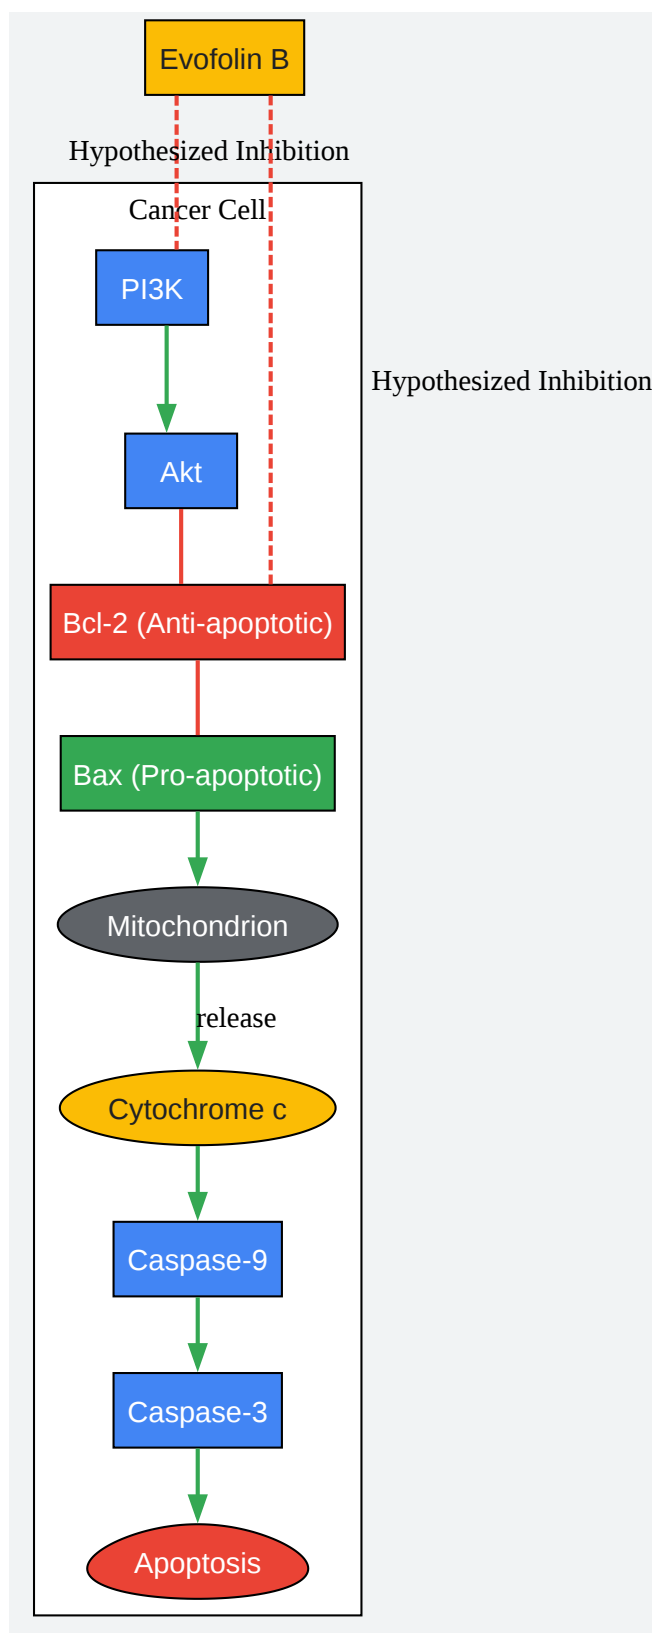 Evofolin B
Hypothesized Inhibition
Cancer Cell
PI3K
Hypothesized Inhibition
Akt
Bcl-2 (Anti-apoptotic)
Bax (Pro-apoptotic)
Mitochondrion
release
Cytochrome c
Caspase-9
Caspase-3
Apoptosis